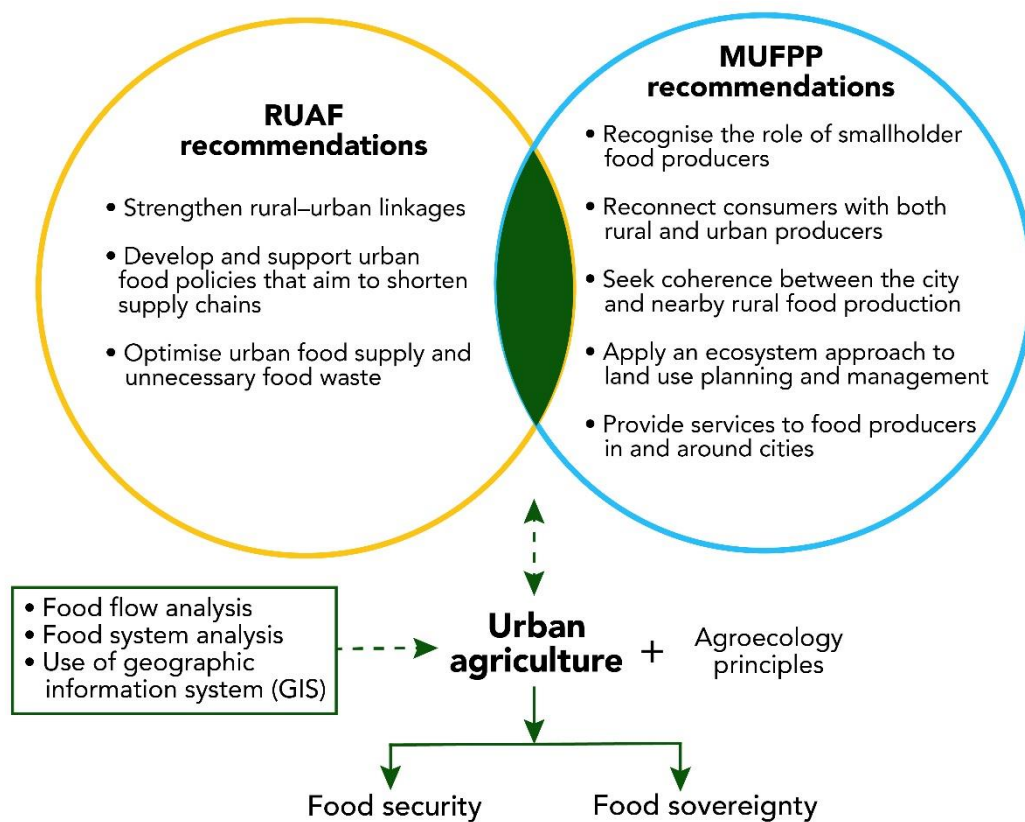 RUAF
recommendations
• Strengthen rural–urban linkages
• Develop and support urban
food policies that aim to shorten
supply chains
• Optimise urban food supply and
unnecessary food waste
MUFPP
recommendations
• Recognise the role of smallholder
food producers
• Reconnect consumers with both
rural and urban producers
• Seek coherence between the city
and nearby rural food production
• Apply an ecosystem approach to
land use planning and management
• Provide services to food producers
in and around cities
• Food flow analysis
• Food system analysis
• Use of geographic
information system (GIS)
Urban
agriculture
+
Agroecology
principles
Food security
Food sovereignty